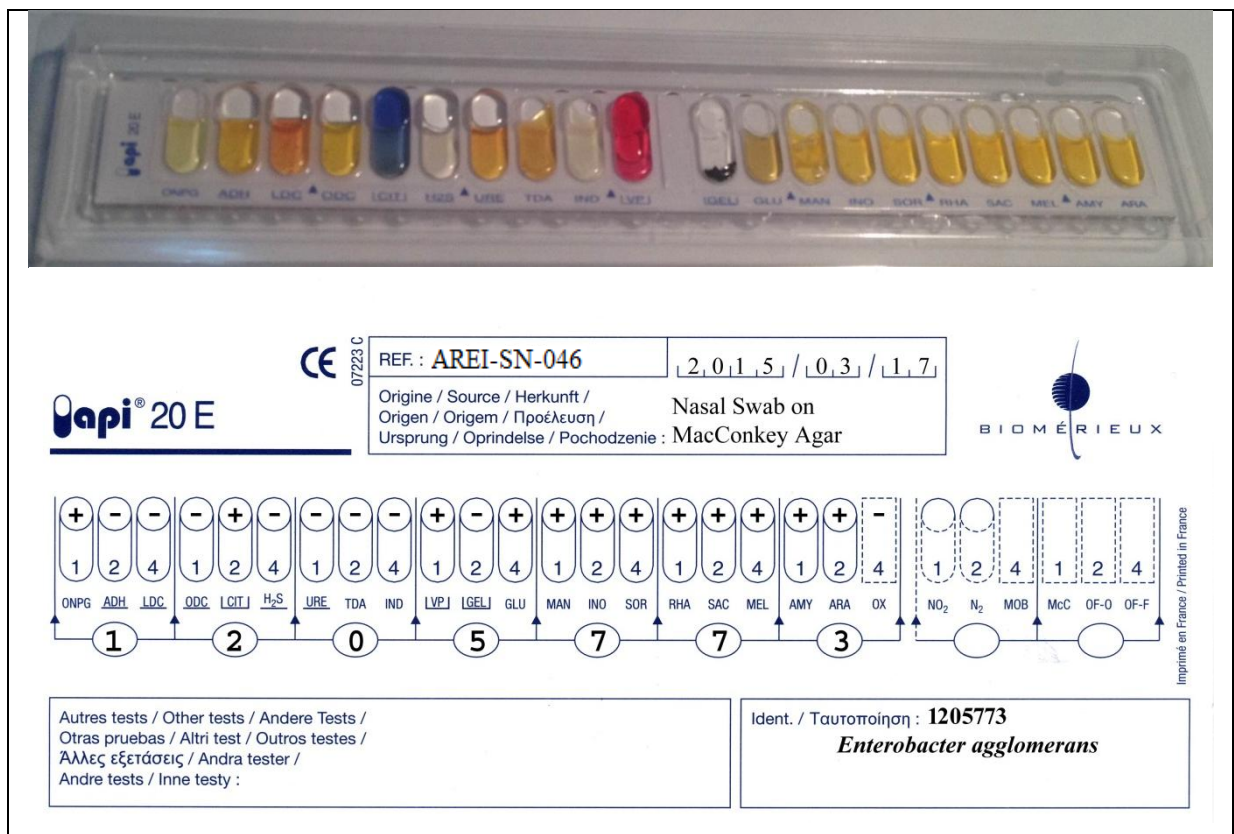 api 20 E
ONPG ADH LDC ODC |CIT| H2S URE TDA IND |VP| |GEL| GLU MAN INO SOR RHA SAC MEL AMY ARA
CE
07223 C
REF. : AREI-SN-046
2015/03/17
Origine / Source / Herkunft /
Origen / Origem / Προέλευση /
Ursprung / Oprindelse / Pochodzenie :
Nasal Swab on
MacConkey Agar
api® 20 E
BIOMÉRIEUX
+ - - - + - - - - + - + + + + + + + + + -
1 2 4 1 2 4 1 2 4 1 2 4 1 2 4 1 2 4 1 2 4 1 2 4 1 2 4
ONPG ADH LDC ODC |CIT| H₂S URE TDA IND |VP| |GEL| GLU MAN INO SOR RHA SAC MEL AMY ARA OX NO₂ N₂ MOB McC OF-O OF-F
1 2 0 5 7 7 3
Imprimé en France / Printed in France
Autres tests / Other tests / Andere Tests /
Otras pruebas / Altri test / Outros testes /
Άλλες εξετάσεις / Andra tester /
Andre tests / Inne testy :
Ident. / Ταυτοποίηση : 1205773
Enterobacter agglomerans